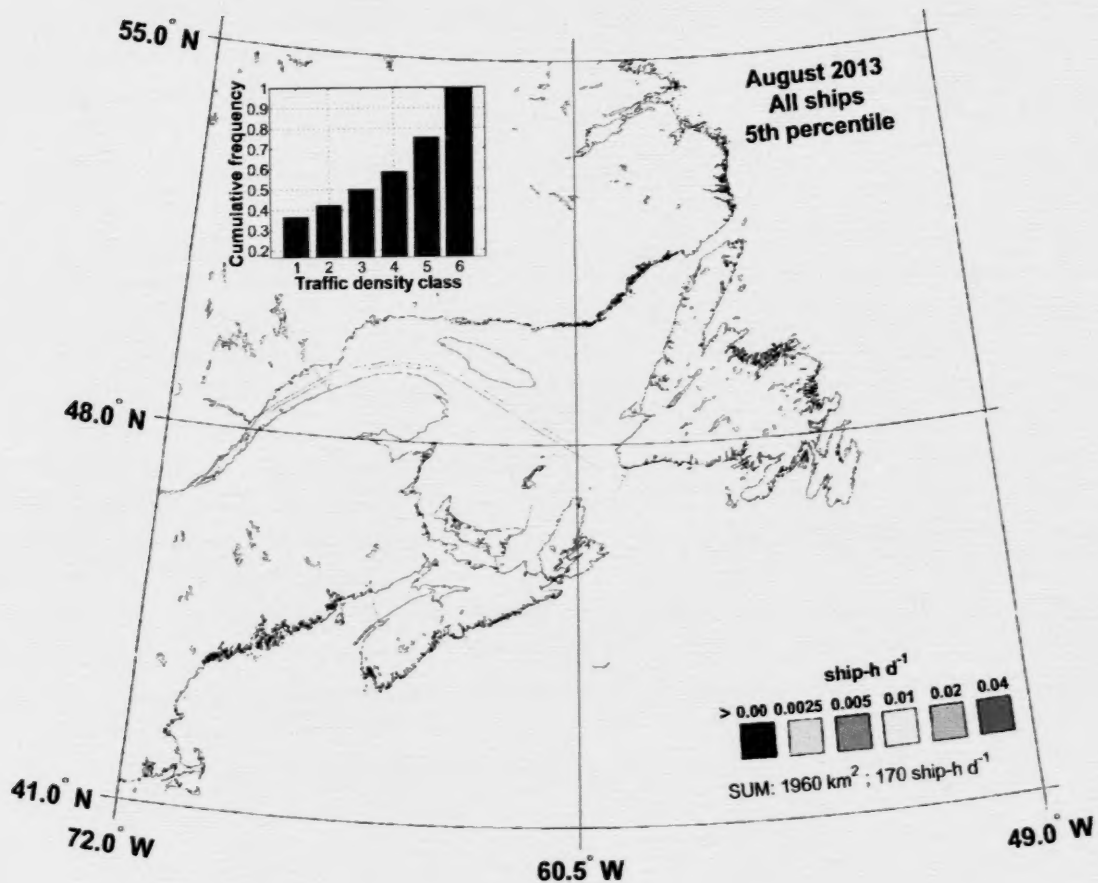 55.0° N
August 2013
All ships
5th percentile
Cumulative frequency
1
0.9
0.8
0.7
0.6
0.5
0.4
0.3
0.2
1 2 3 4 5 6
Traffic density class
48.0° N
ship-h d⁻¹
> 0.00 0.0025 0.005 0.01 0.02 0.04
SUM: 1960 km² ; 170 ship-h d⁻¹
41.0° N
72.0° W
60.5° W
49.0° W